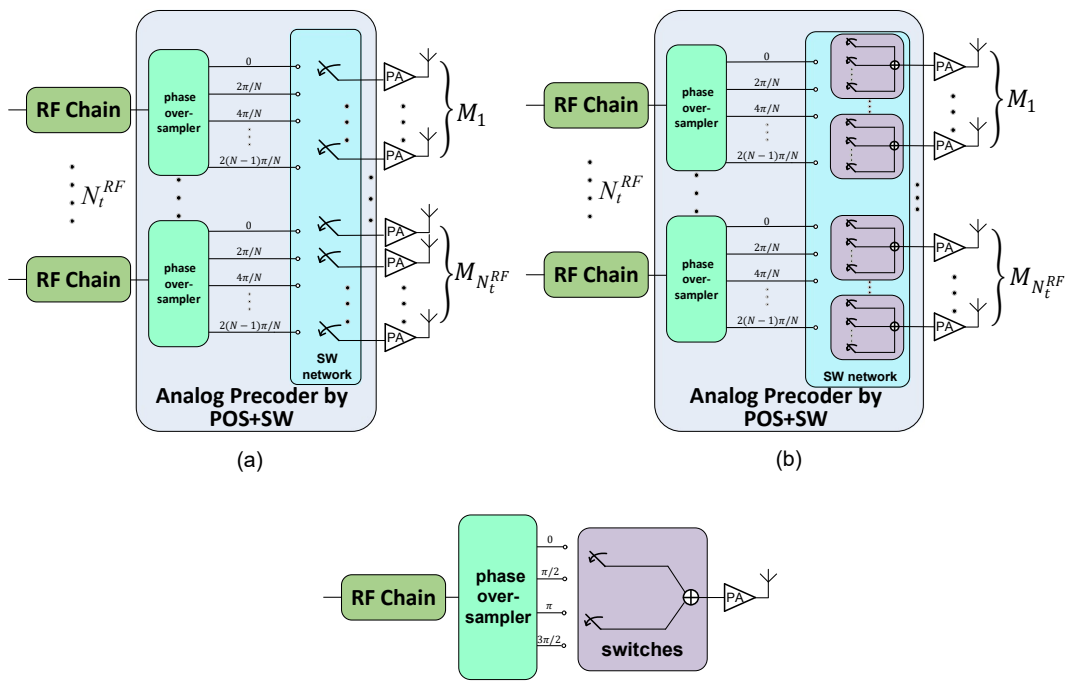 RF Chain
phase
over-
sampler
0
2π/N
4π/N
2(N−1)π/N
PA
PA
M₁
N_t^{RF}
RF Chain
phase
over-
sampler
0
2π/N
4π/N
2(N−1)π/N
PA
PA
PA
M_{N_t^{RF}}
SW
network
Analog Precoder by
POS+SW
(a)
RF Chain
phase
over-
sampler
0
2π/N
4π/N
2(N−1)π/N
PA
PA
M₁
N_t^{RF}
RF Chain
phase
over-
sampler
0
2π/N
4π/N
2(N−1)π/N
PA
PA
M_{N_t^{RF}}
SW network
Analog Precoder by
POS+SW
(b)
RF Chain
phase
over-
sampler
0
π/2
π
3π/2
switches
PA